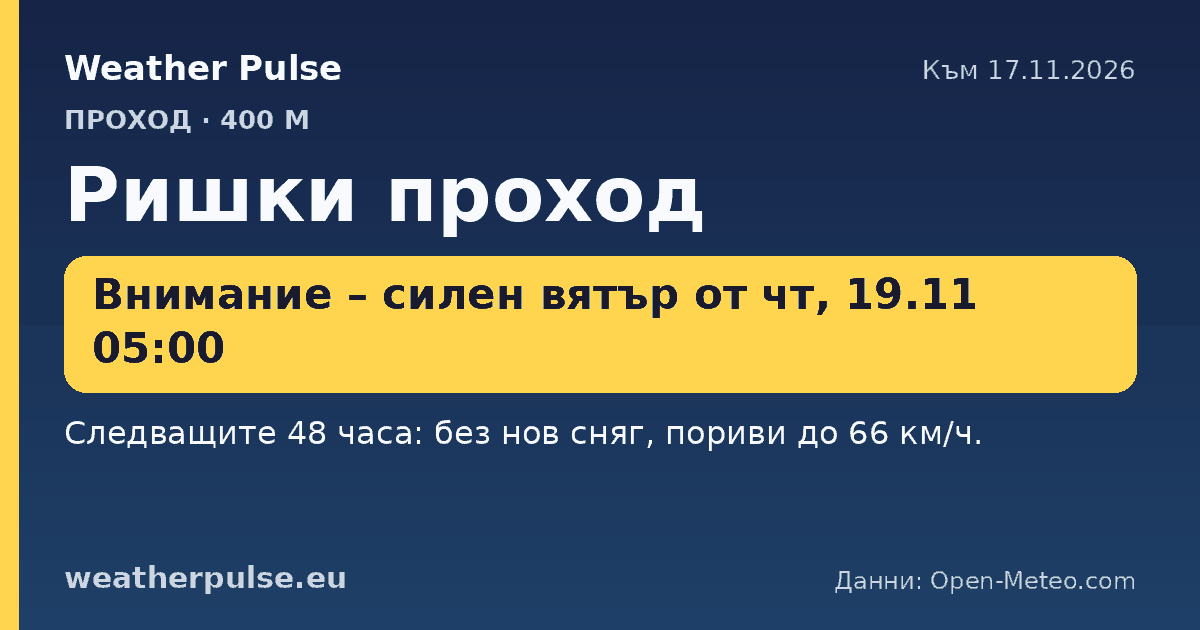 Weather Pulse
Към 17.11.2026
ПРОХОД · 400 М
Ришки проход
Внимание – силен вятър от чт, 19.11
05:00
Следващите 48 часа: без нов сняг, пориви до 66 км/ч.
weatherpulse.eu
Данни: Open-Meteo.com